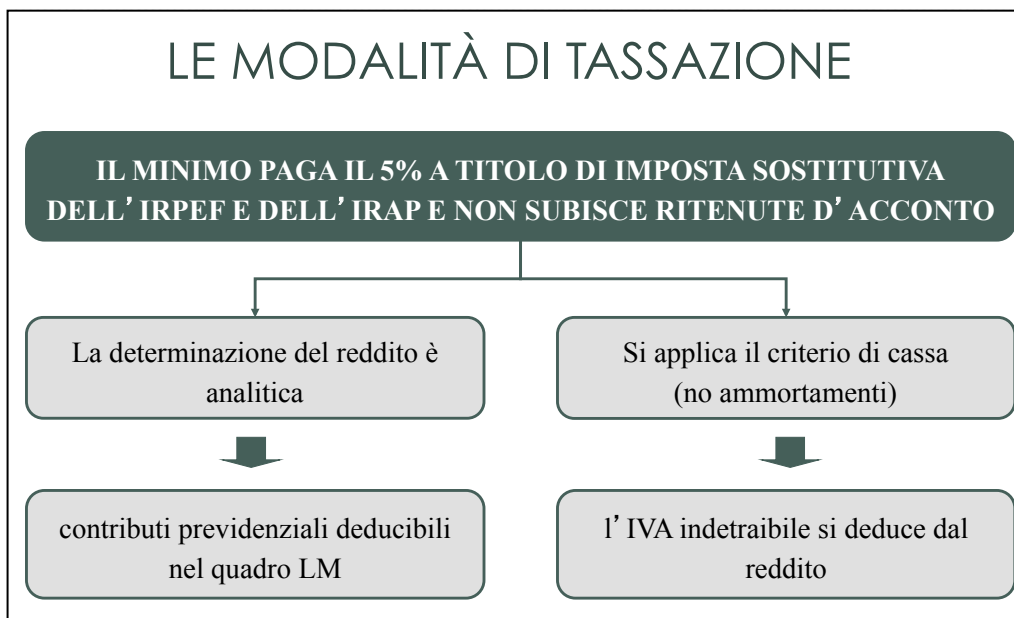 LE MODALITÀ DI TASSAZIONE
IL MINIMO PAGA IL 5% A TITOLO DI IMPOSTA SOSTITUTIVA
DELL’IRPEF E DELL’IRAP E NON SUBISCE RITENUTE D’ACCONTO
La determinazione del reddito è
analitica
Si applica il criterio di cassa
(no ammortamenti)
contributi previdenziali deducibili
nel quadro LM
l’IVA indetraibile si deduce dal
reddito